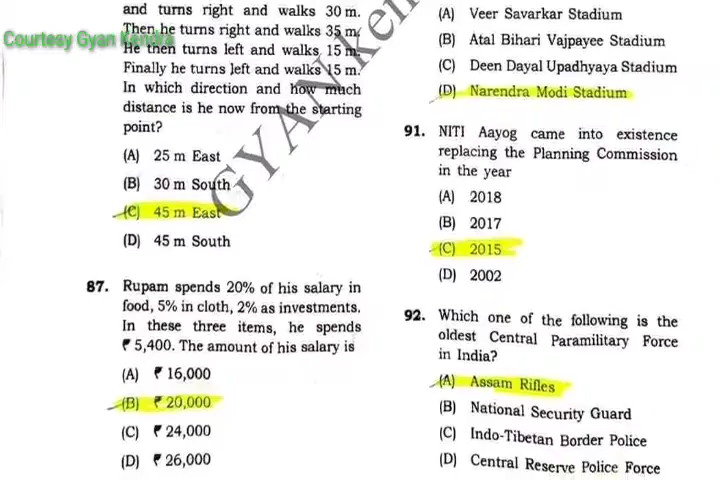 and turns right and walks 30 m.
Then he turns right and walks 35 m.
He then turns left and walks 15 m.
Finally he turns left and walks 15 m.
In which direction and how much
distance is he now from the starting
point?
(A) 25 m East
(B) 30 m South
(C) 45 m East
(D) 45 m South
87. Rupam spends 20% of his salary in
food, 5% in cloth, 2% as investments.
In these three items, he spends
₹ 5,400. The amount of his salary is
(A) ₹ 16,000
(B) ₹ 20,000
(C) ₹ 24,000
(D) ₹ 26,000
(A) Veer Savarkar Stadium
(B) Atal Bihari Vajpayee Stadium
(C) Deen Dayal Upadhyaya Stadium
(D) Narendra Modi Stadium
91. NITI Aayog came into existence
replacing the Planning Commission
in the year
(A) 2018
(B) 2017
(C) 2015
(D) 2002
92. Which one of the following is the
oldest Central Paramilitary Force
in India?
(A) Assam Rifles
(B) National Security Guard
(C) Indo-Tibetan Border Police
(D) Central Reserve Police Force
Courtesy Gyan Kendra
GYAN Ken